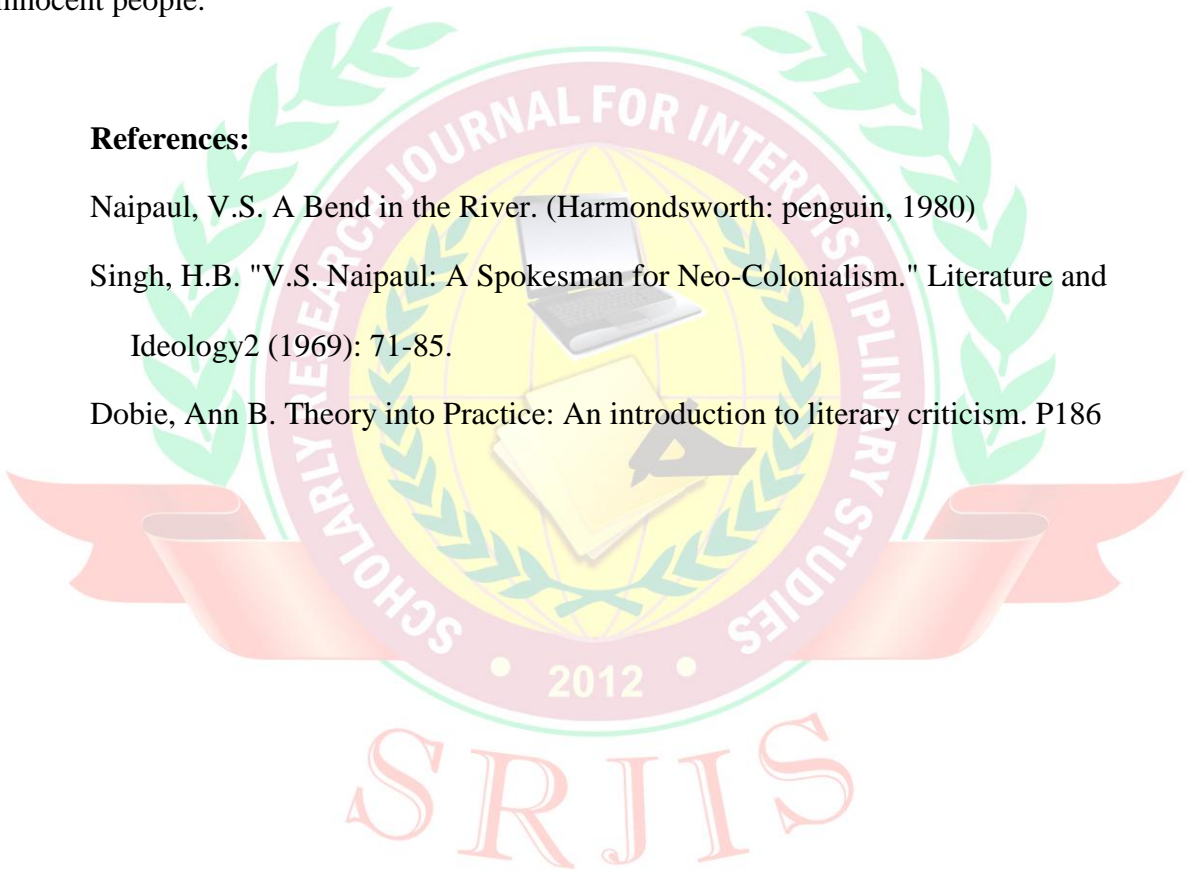 innocent people.
References:
Naipaul, V.S. A Bend in the River. (Harmondsworth: penguin, 1980)
Singh, H.B. "V.S. Naipaul: A Spokesman for Neo-Colonialism." Literature and
Ideology2 (1969): 71-85.
Dobie, Ann B. Theory into Practice: An introduction to literary criticism. P186
SCHOLARLY RESEARCH JOURNAL FOR INTERDISCIPLINARY STUDIES
• 2012 •
SRJIS